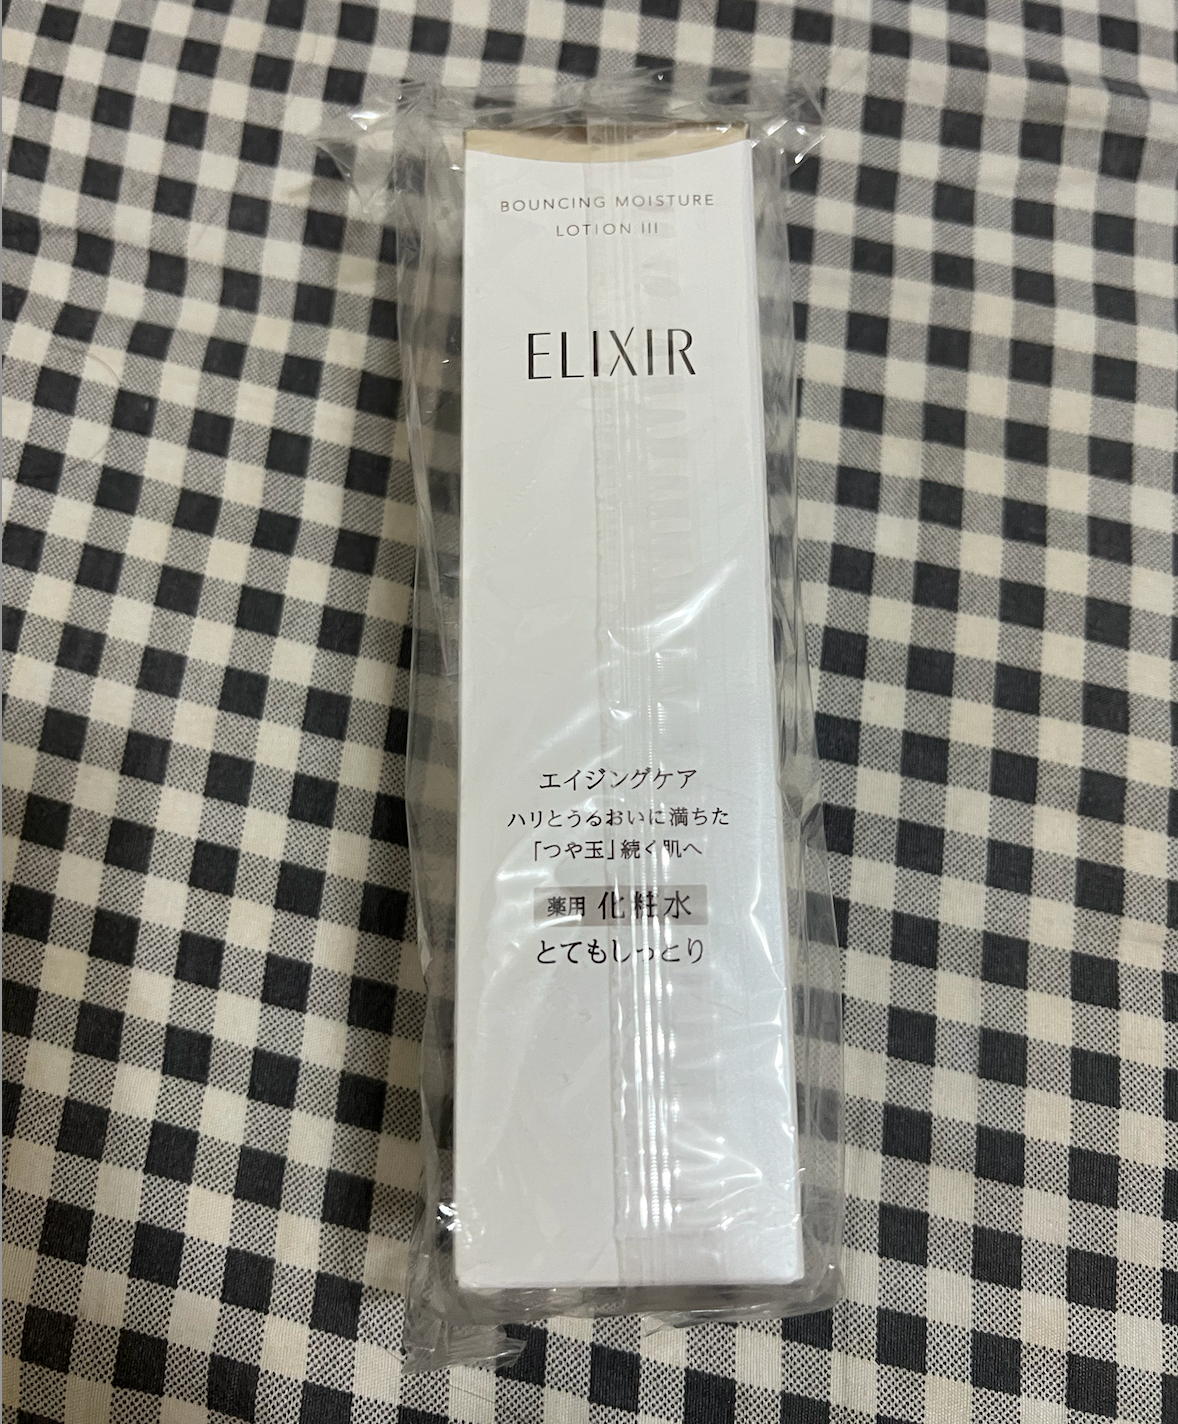 BOUNCING MOISTURE
LOTION III
ELIXIR
エイジングケア
ハリとうるおいに満ちた
「つや玉」続く肌へ
薬用 化粧水
とてもしっとり